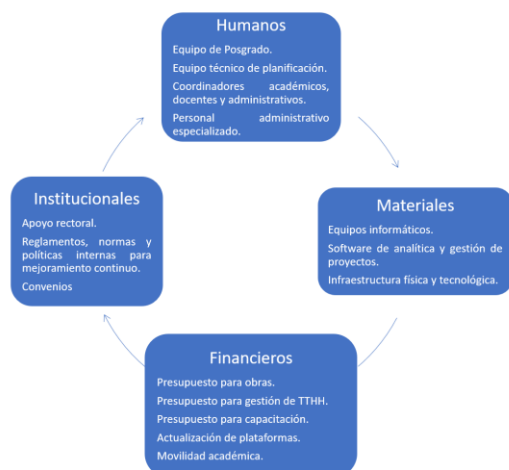 Humanos
Equipo de Posgrado.
Equipo técnico de planificación.
Coordinadores académicos,
docentes y administrativos.
Personal administrativo
especializado.
Materiales
Equipos informáticos.
Software de analítica y gestión de
proyectos.
Infraestructura física y tecnológica.
Financieros
Presupuesto para obras.
Presupuesto para gestión de TTHH.
Presupuesto para capacitación.
Actualización de plataformas.
Movilidad académica.
Institucionales
Apoyo rectoral.
Reglamentos, normas y
políticas internas para
mejoramiento continuo.
Convenios